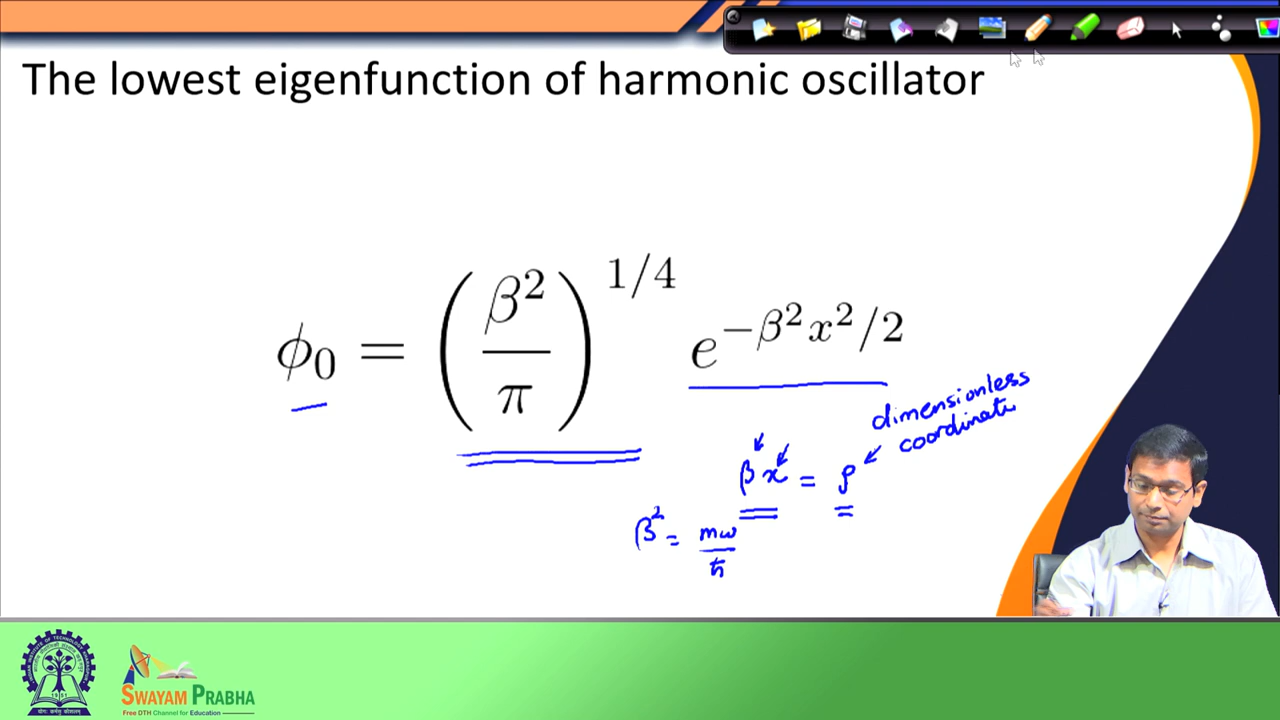 The lowest eigenfunction of harmonic oscillator
ϕ₀ = (β²/π)^{1/4} e^{−β²x²/2}
dimensionless
coordinate
βx = ρ
β² = mω/ħ
SWAYAM PRABHA
Free DTH Channel for Education